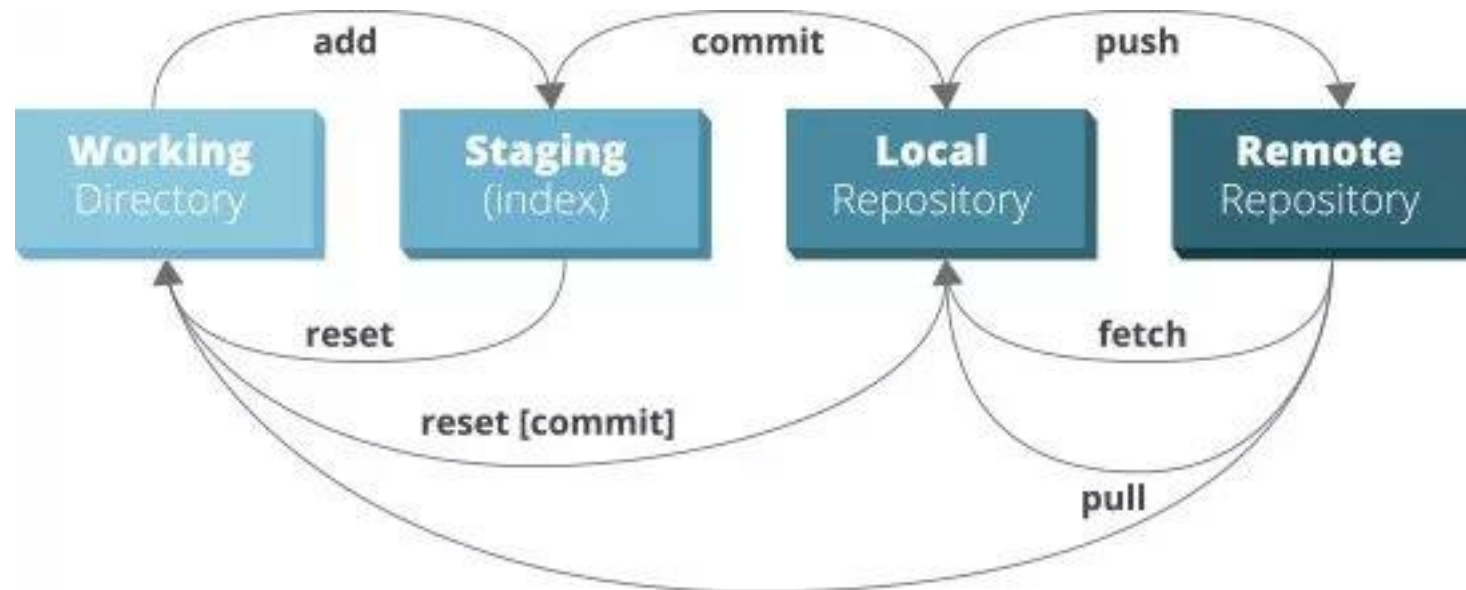 add
commit
push
Working
Directory
Staging
(index)
Local
Repository
Remote
Repository
reset
fetch
reset [commit]
pull